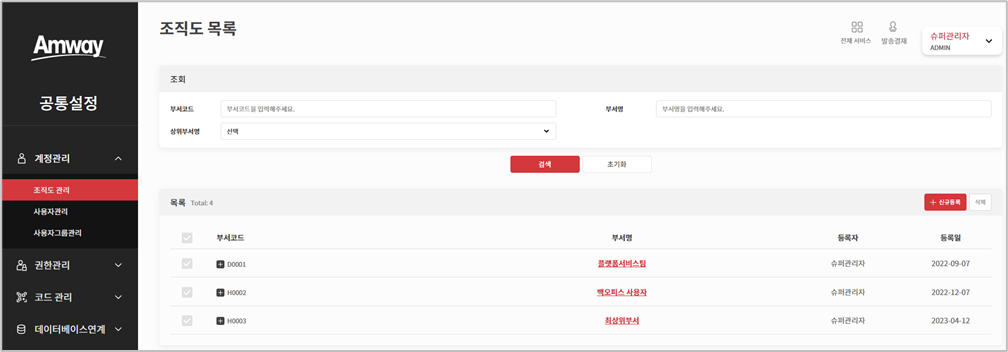 Amway
공통설정
계정관리
조직도 관리
사용자관리
사용자그룹관리
권한관리
코드 관리
데이터베이스연계
조직도 목록
전체 서비스
발송결재
슈퍼관리자
ADMIN
조회
부서코드
부서코드을 입력해주세요.
부서명
부서명을 입력해주세요.
상위부서명
선택
검색
초기화
목록 Total: 4
+ 신규등록
삭제
부서코드 부서명 등록자 등록일
D0001 플랫폼서비스팀 슈퍼관리자 2022-09-07
H0002 백오피스 사용자 슈퍼관리자 2022-12-07
H0003 최상위부서 슈퍼관리자 2023-04-12